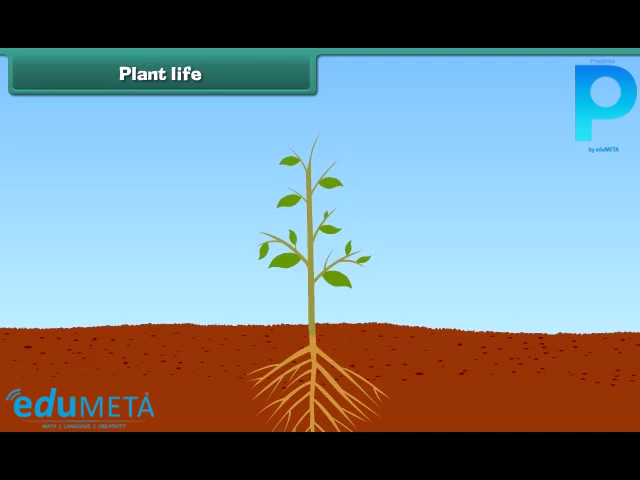 Plant life
P
by eduMETA
eduMETA
MATH | LANGUAGE | CREATIVITY